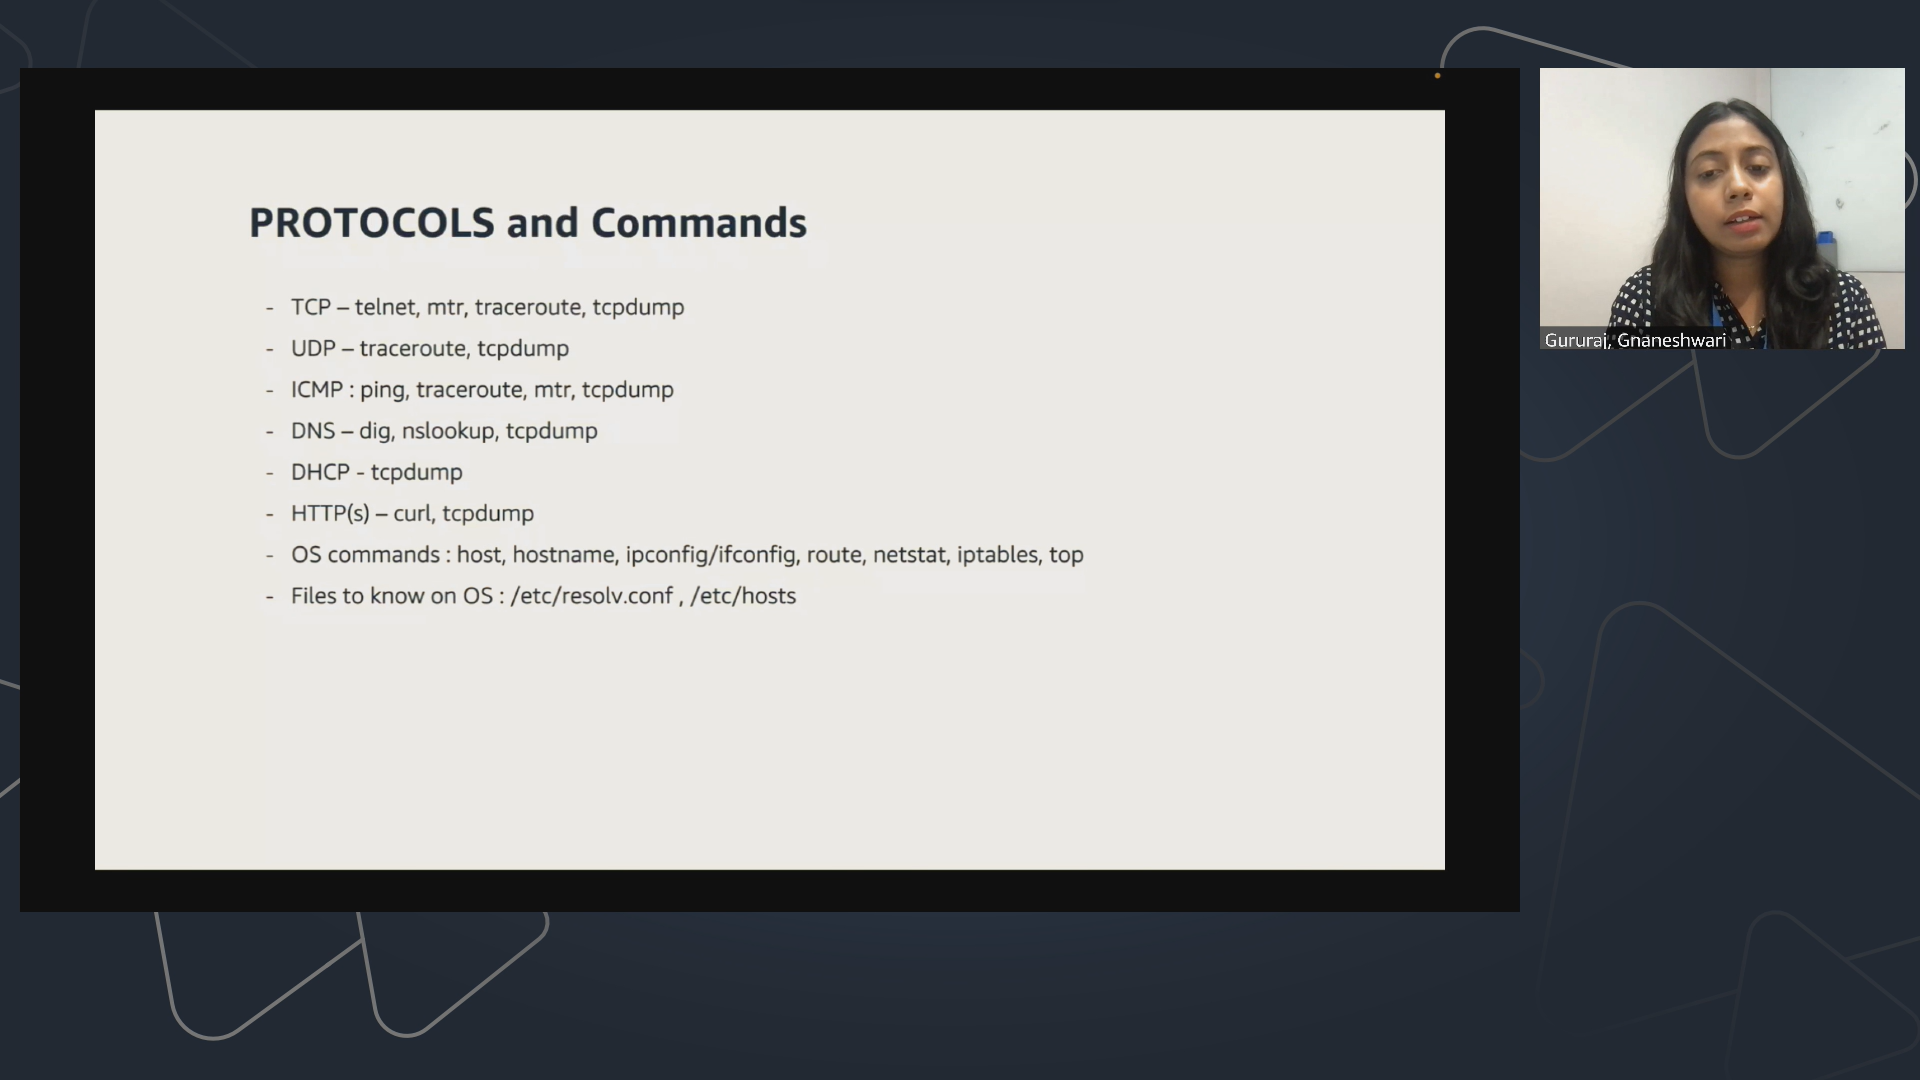 PROTOCOLS and Commands
- TCP – telnet, mtr, traceroute, tcpdump
- UDP – traceroute, tcpdump
- ICMP : ping, traceroute, mtr, tcpdump
- DNS – dig, nslookup, tcpdump
- DHCP - tcpdump
- HTTP(s) – curl, tcpdump
- OS commands : host, hostname, ipconfig/ifconfig, route, netstat, iptables, top
- Files to know on OS : /etc/resolv.conf , /etc/hosts
Gururaj, Gnaneshwari